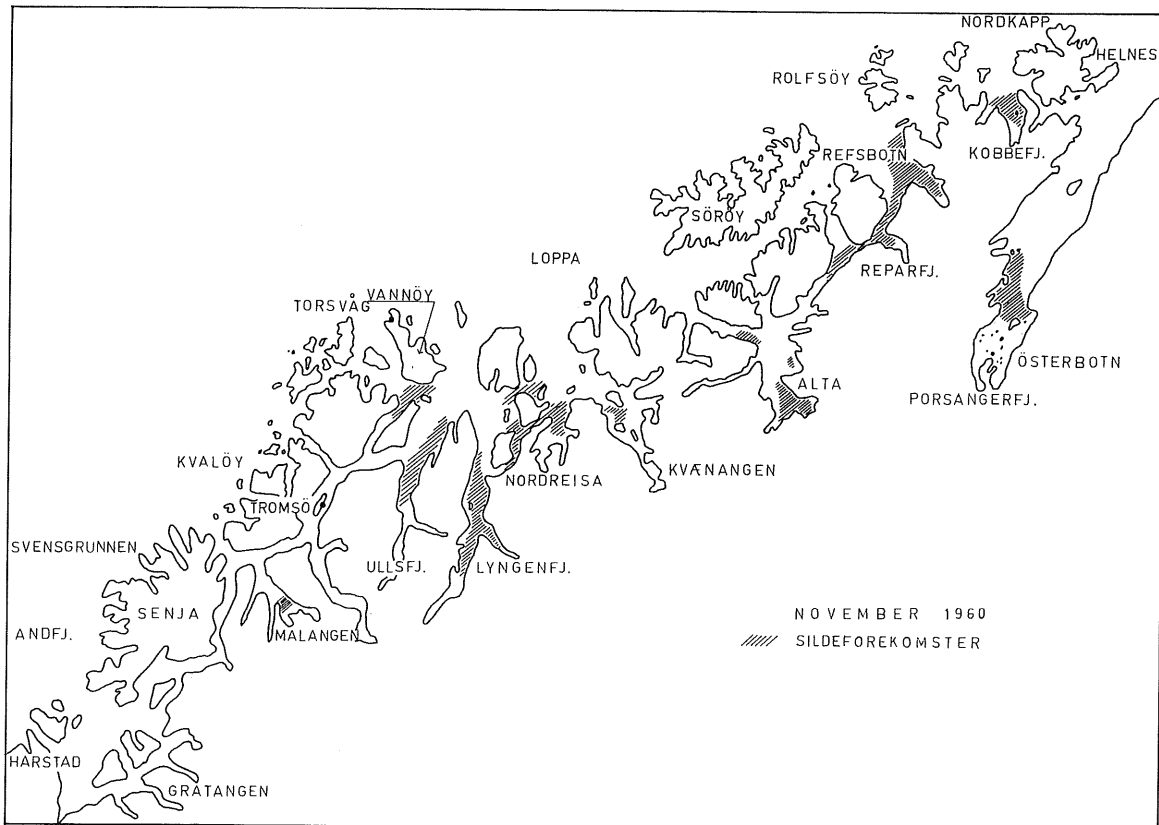 NORDKAPP
HELNES
ROLFSÖY
REFSBOTN
KOBBEFJ.
SÖRÖY
LOPPA
REPARFJ.
VANNÖY
TORSVÅG
ALTA
ÖSTERBOTN
PORSANGERFJ.
KVALÖY
KVÆNANGEN
NORDREISA
TROMSÖ
SVENSGRUNNEN
ULLSFJ.
LYNGENFJ.
SENJA
NOVEMBER 1960
ANDFJ.
MALANGEN
SILDEFOREKOMSTER
HARSTAD
GRATANGEN